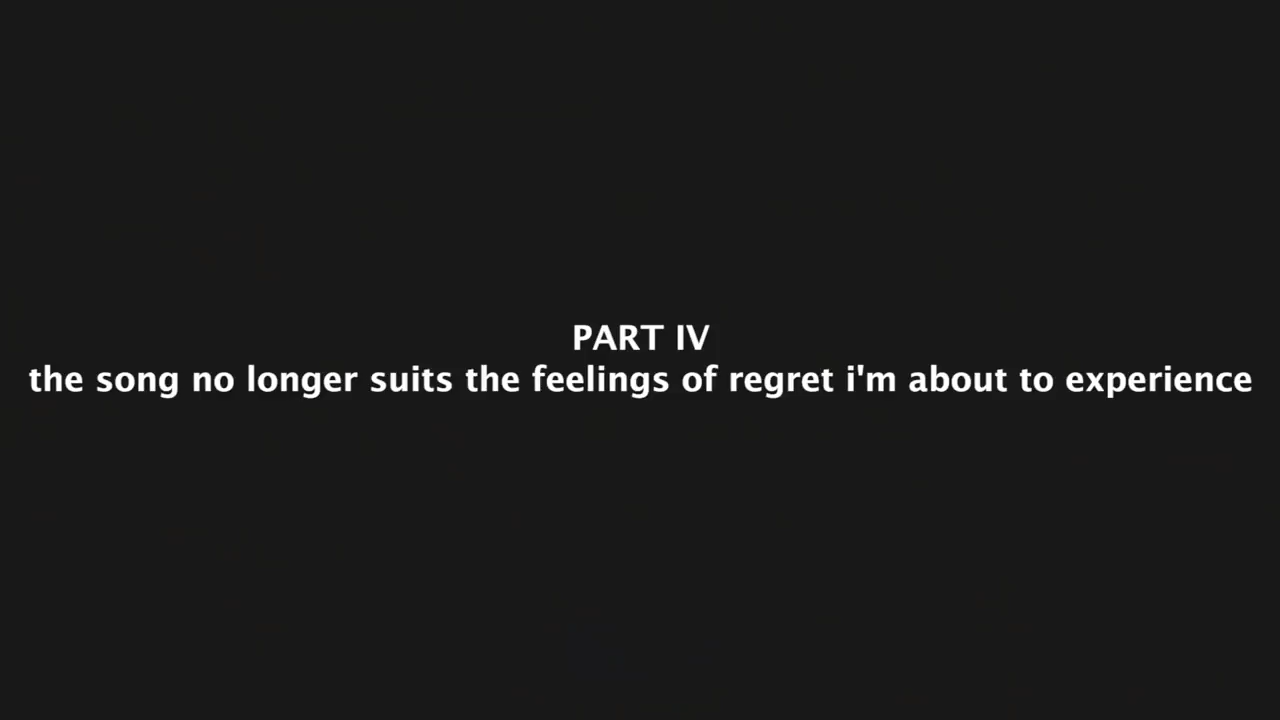 PART IV
the song no longer suits the feelings of regret i'm about to experience